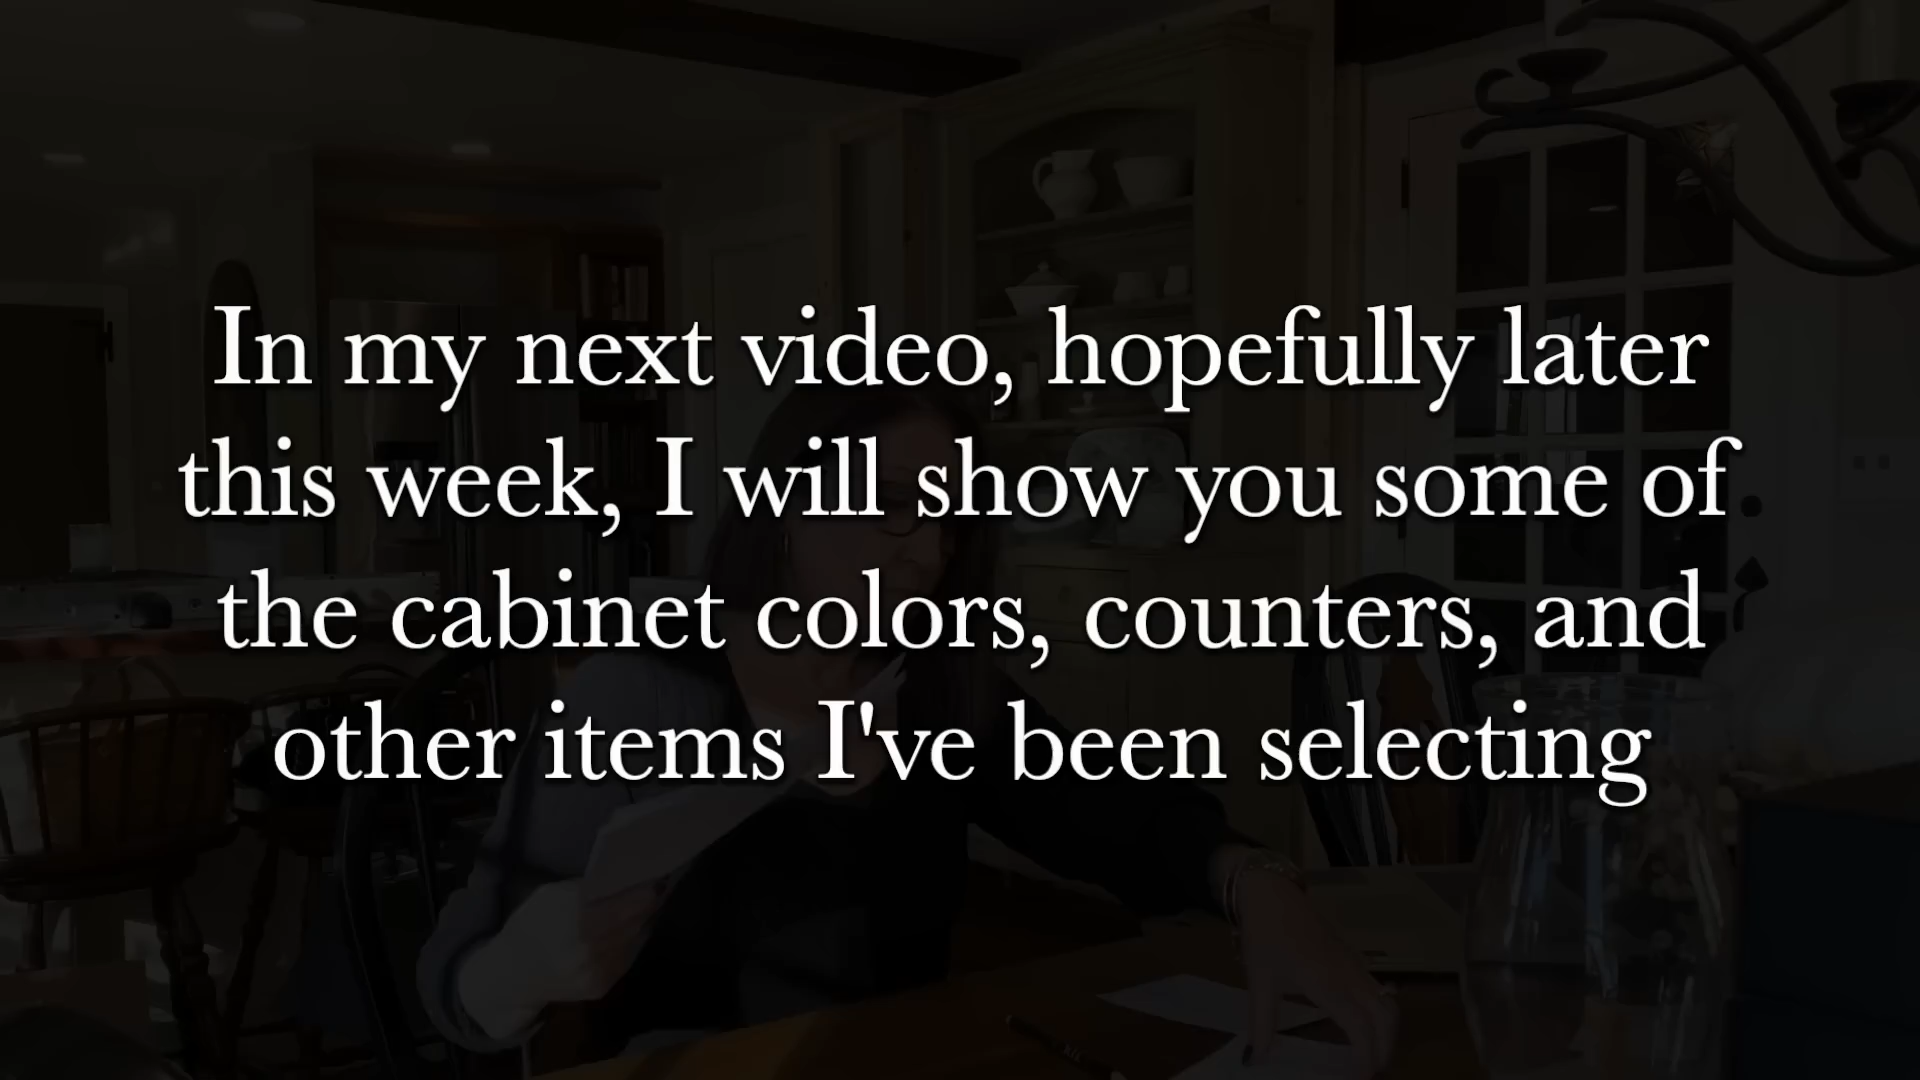 In my next video, hopefully later
this week, I will show you some of
the cabinet colors, counters, and
other items I've been selecting